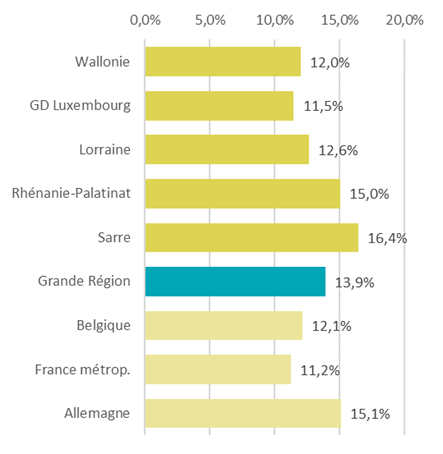 0,0% 5,0% 10,0% 15,0% 20,0%
Wallonie 12,0%
GD Luxembourg 11,5%
Lorraine 12,6%
Rhénanie-Palatinat 15,0%
Sarre 16,4%
Grande Région 13,9%
Belgique 12,1%
France métrop. 11,2%
Allemagne 15,1%